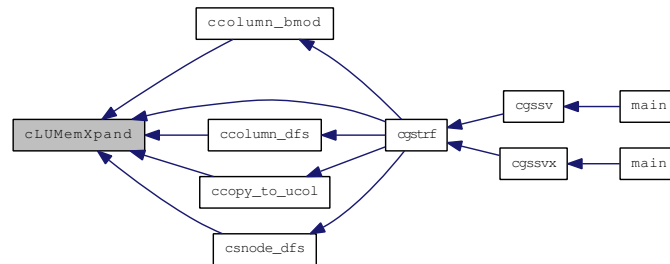 ccolumn_bmod
cgssv
main
cLUMemXpand
ccolumn_dfs
cgstrf
cgssvx
main
ccopy_to_ucol
csnode_dfs